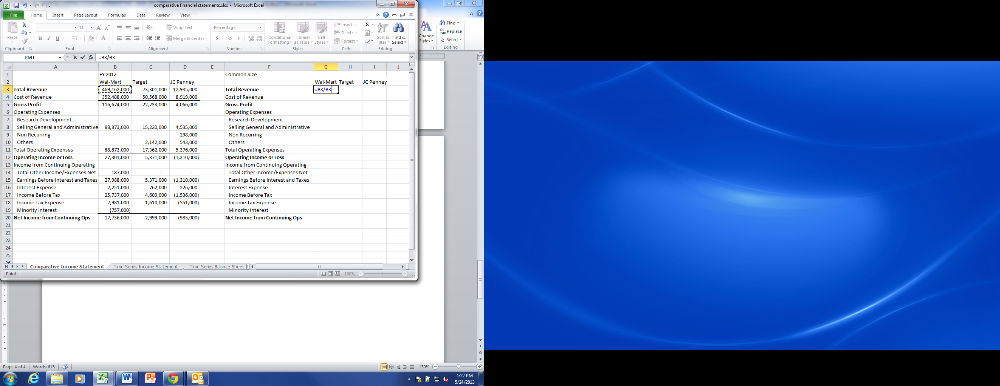 comparative financial statements.xlsx - Microsoft Excel
File Home Insert Page Layout Formulas Data Review View
Paste
Clipboard
11
B I U
Font
Wrap Text
Merge & Center
Alignment
Percentage
$ % ,
Number
Conditional Formatting
Format as Table
Cell Styles
Styles
Insert
Delete
Format
Cells
Σ
Sort & Filter
Find & Select
Editing
Change Styles
Find
Replace
Select
Editing
PMT fx =B3/B3
A B C D E F G H I J
1 FY 2012 Common Size
2 Wal-Mart Target JC Penney Wal-Mart Target JC Penney
3 Total Revenue 469,162,000 73,301,000 12,985,000 Total Revenue =B3/B3
4 Cost of Revenue 352,488,000 50,568,000 8,919,000 Cost of Revenue
5 Gross Profit 116,674,000 22,733,000 4,066,000 Gross Profit
6 Operating Expenses Operating Expenses
7 Research Development Research Development
8 Selling General and Administrative 88,873,000 15,220,000 4,535,000 Selling General and Administrative
9 Non Recurring 298,000 Non Recurring
10 Others 2,142,000 543,000 Others
11 Total Operating Expenses 88,873,000 17,362,000 5,376,000 Total Operating Expenses
12 Operating Income or Loss 27,801,000 5,371,000 (1,310,000) Operating Income or Loss
13 Income from Continuing Operating Income from Continuing Operating
14 Total Other Income/Expenses Net 187,000 - - Total Other Income/Expenses Net
15 Earnings Before Interest and Taxes 27,988,000 5,371,000 (1,310,000) Earnings Before Interest and Taxes
16 Interest Expense 2,251,000 762,000 226,000 Interest Expense
17 Income Before Tax 25,737,000 4,609,000 (1,536,000) Income Before Tax
18 Income Tax Expense 7,981,000 1,610,000 (551,000) Income Tax Expense
19 Minority Interest (757,000) Minority Interest
20 Net Income from Continuing Ops 17,756,000 2,999,000 (985,000) Net Income from Continuing Ops
21
22
23
24
25
26
Comparative Income Statement Time Series Income Statement Time Series Balance Sheet
Point 100%
Page: 4 of 4 Words: 613 130%
1:22 PM
5/24/2013